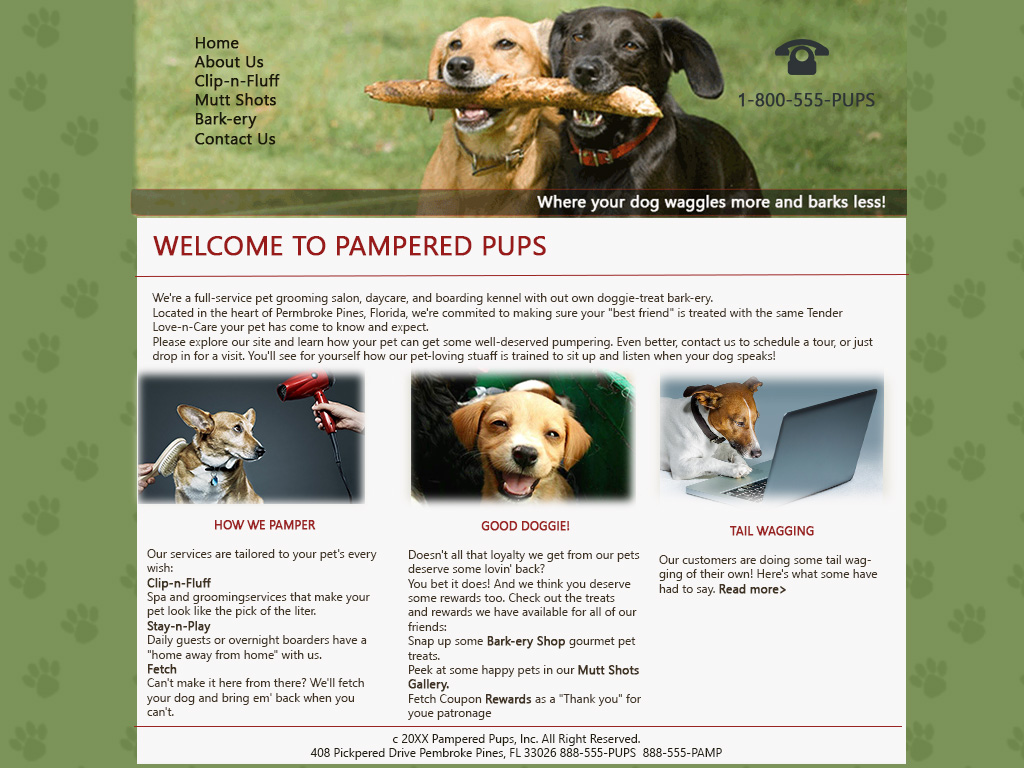 Home
About Us
Clip-n-Fluff
Mutt Shots
Bark-ery
Contact Us
1-800-555-PUPS
Where your dog waggles more and barks less!
WELCOME TO PAMPERED PUPS
We're a full-service pet grooming salon, daycare, and boarding kennel with out own doggie-treat bark-ery.
Located in the heart of Permbroke Pines, Florida, we're commited to making sure your "best friend" is treated with the same Tender
Love-n-Care your pet has come to know and expect.
Please explore our site and learn how your pet can get some well-deserved pumpering. Even better, contact us to schedule a tour, or just
drop in for a visit. You'll see for yourself how our pet-loving stuaff is trained to sit up and listen when your dog speaks!
HOW WE PAMPER
Our services are tailored to your pet's every
wish:
Clip-n-Fluff
Spa and groomingservices that make your
pet look like the pick of the liter.
Stay-n-Play
Daily guests or overnight boarders have a
"home away from home" with us.
Fetch
Can't make it here from there? We'll fetch
your dog and bring em' back when you
can't.
GOOD DOGGIE!
Doesn't all that loyalty we get from our pets
deserve some lovin' back?
You bet it does! And we think you deserve
some rewards too. Check out the treats
and rewards we have available for all of our
friends:
Snap up some Bark-ery Shop gourmet pet
treats.
Peek at some happy pets in our Mutt Shots
Gallery.
Fetch Coupon Rewards as a "Thank you" for
youe patronage
TAIL WAGGING
Our customers are doing some tail wag-
ging of their own! Here's what some have
had to say. Read more>
c 20XX Pampered Pups, Inc. All Right Reserved.
408 Pickpered Drive Pembroke Pines, FL 33026 888-555-PUPS 888-555-PAMP